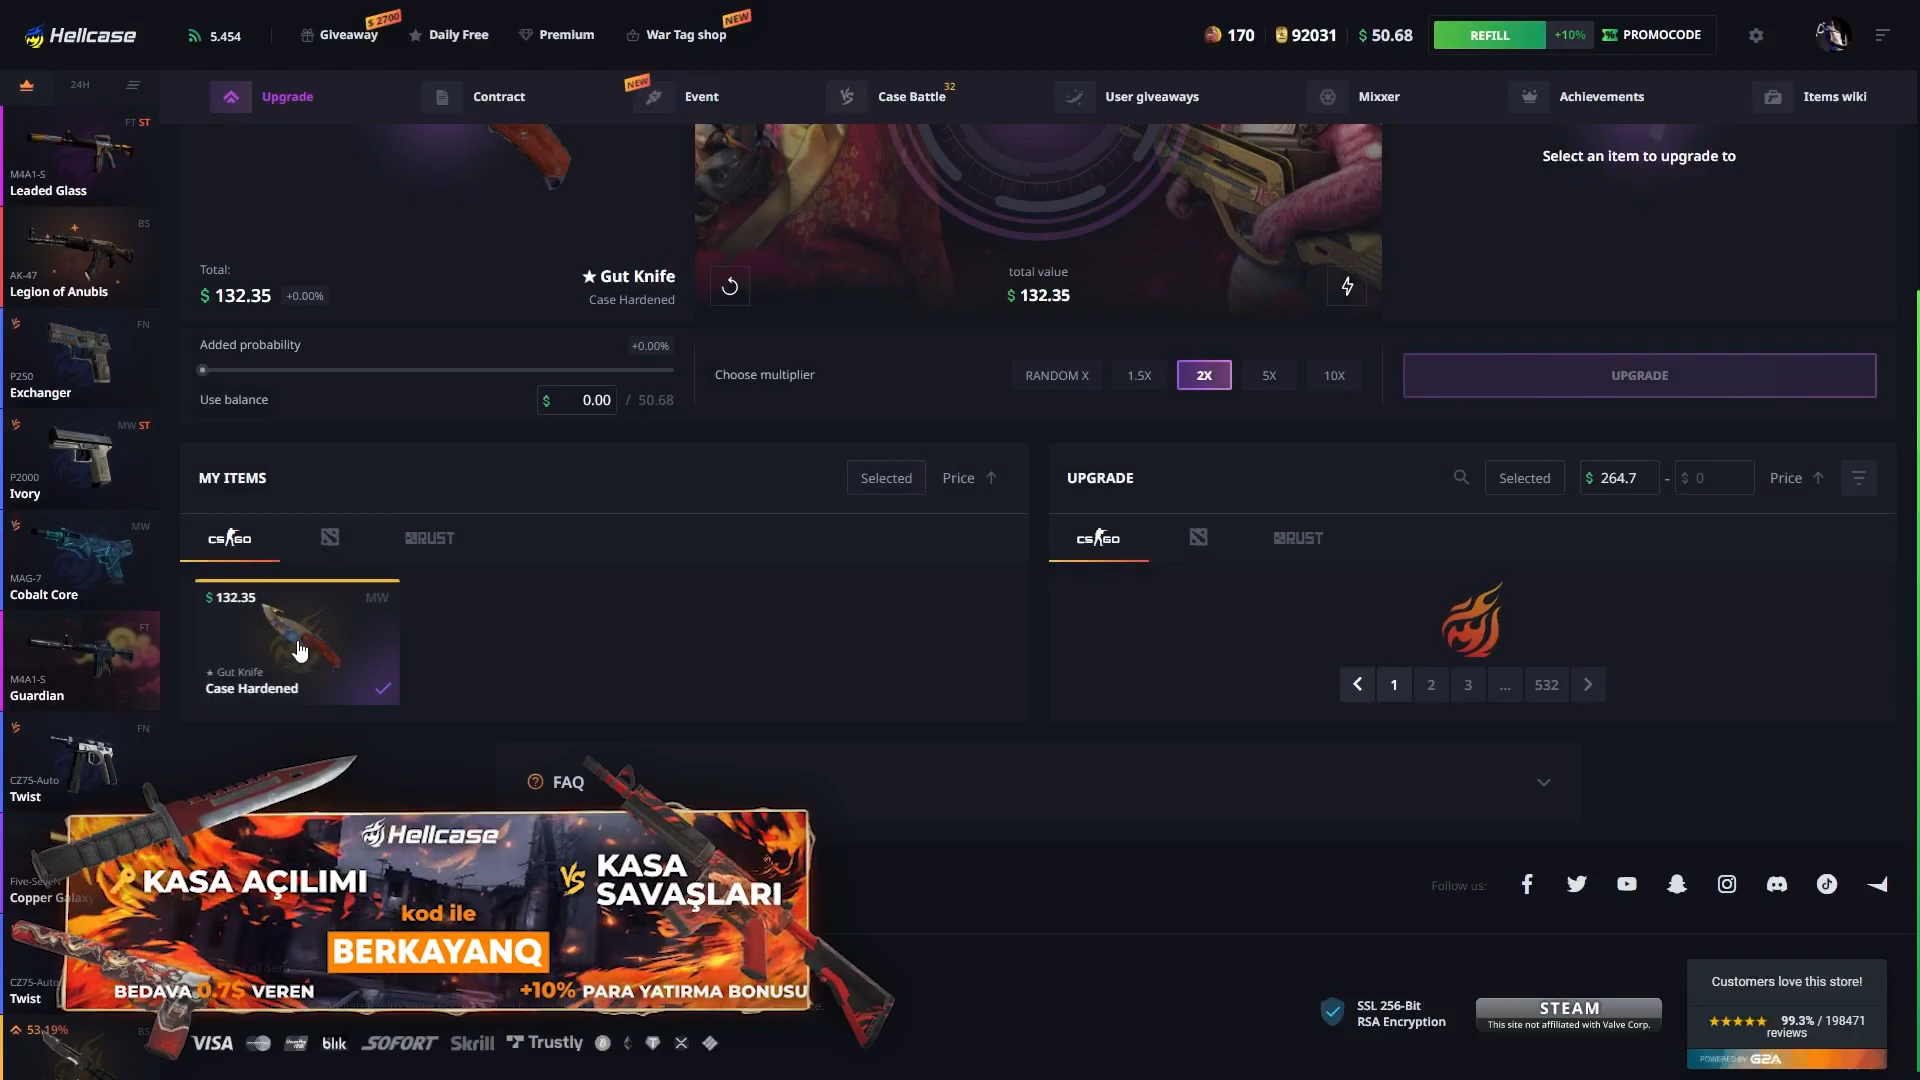 Hellcase
5.454
Giveaway
$ 2700
Daily Free
Premium
War Tag shop
NEW
170
92031
$ 50.68
REFILL
+10%
PROMOCODE
24H
Upgrade
Contract
NEW
Event
Case Battle
32
User giveaways
Mixxer
Achievements
Items wiki
FT ST
M4A1-S
Leaded Glass
BS
AK-47
Legion of Anubis
FN
P250
Exchanger
MW ST
P2000
Ivory
MW
MAG-7
Cobalt Core
FT
M4A1-S
Guardian
FN
CZ75-Auto
Twist
Five-SeveN
Copper Galaxy
CZ75-Auto
Twist
53.19%
BS
Total:
$ 132.35
+0.00%
★ Gut Knife
Case Hardened
total value
$ 132.35
Select an item to upgrade to
Added probability
+0.00%
Use balance
$ 0.00 / 50.68
Choose multiplier
RANDOM X
1.5X
2X
5X
10X
UPGRADE
MY ITEMS
Selected
Price
CS GO
RUST
$ 132.35
MW
★ Gut Knife
Case Hardened
UPGRADE
Selected
$ 264.7 - $ 0
Price
CS GO
RUST
1 2 3 ... 532
FAQ
Hellcase
KASA AÇILIMI
VS KASA
SAVAŞLARI
kod ile
BERKAYANQ
BEDAVA 0.7$ VEREN
+10% PARA YATIRMA BONUSU
Follow us:
VISA
blik
SOFORT
Skrill
Trustly
SSL 256-Bit
RSA Encryption
STEAM
This site not affiliated with Valve Corp.
Customers love this store!
★★★★★ 99.3% / 198471
reviews
POWERED BY G2A